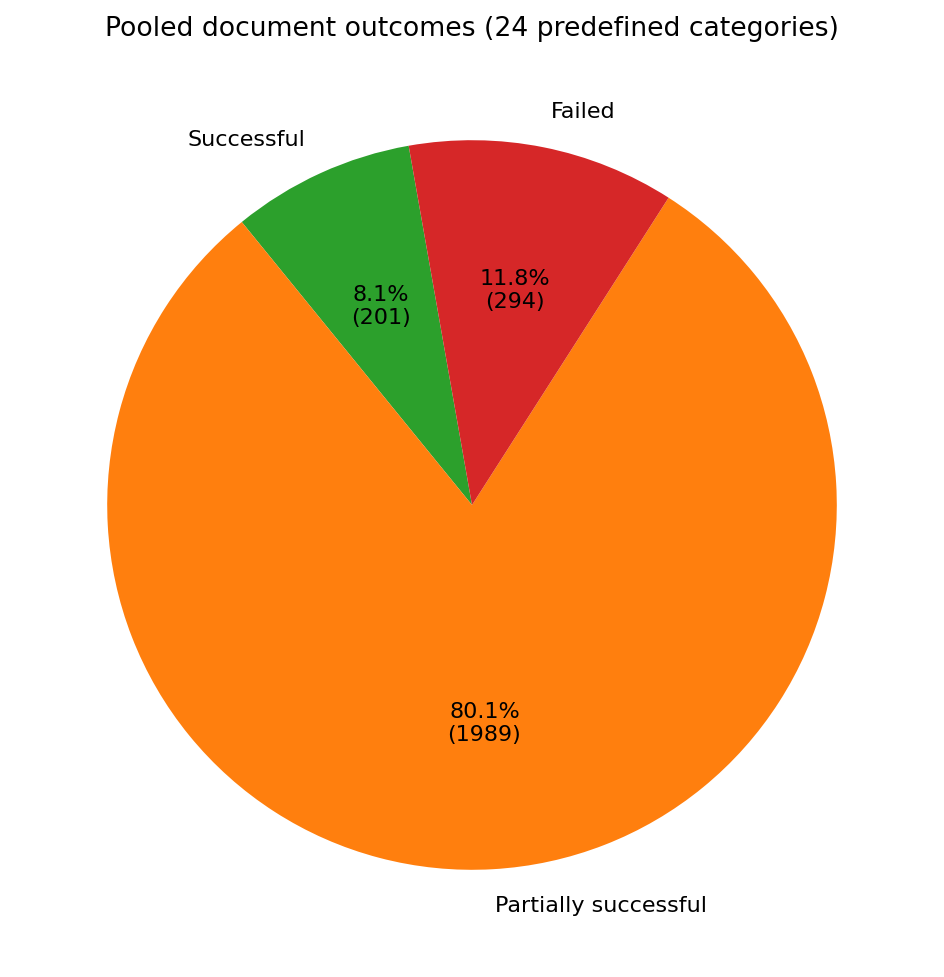 Pooled document outcomes (24 predefined categories)
Failed
Successful
11.8%
(294)
8.1%
(201)
80.1%
(1989)
Partially successful